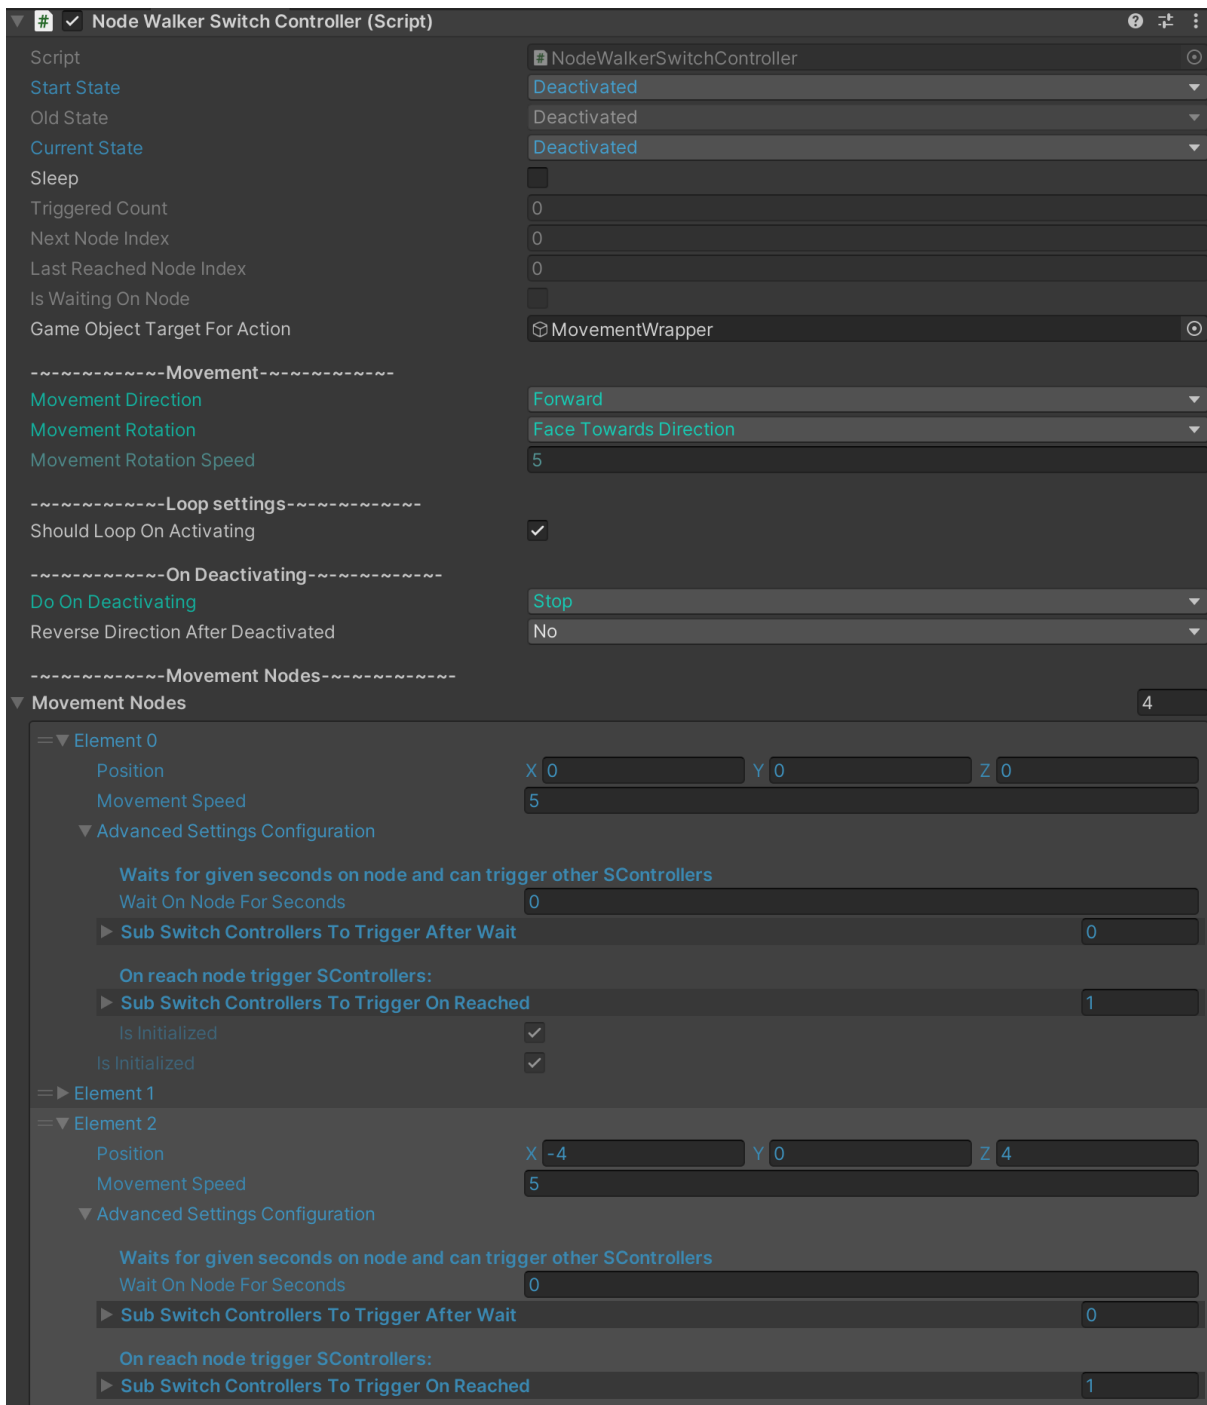 # Node Walker Switch Controller (Script)
Script # NodeWalkerSwitchController
Start State Deactivated
Old State Deactivated
Current State Deactivated
Sleep
Triggered Count 0
Next Node Index 0
Last Reached Node Index 0
Is Waiting On Node
Game Object Target For Action MovementWrapper
-~-~-~-~-~-~-Movement-~-~-~-~-~-~-
Movement Direction Forward
Movement Rotation Face Towards Direction
Movement Rotation Speed 5
-~-~-~-~-~-~-Loop settings-~-~-~-~-~-~-
Should Loop On Activating
-~-~-~-~-~-~-On Deactivating-~-~-~-~-~-~-
Do On Deactivating Stop
Reverse Direction After Deactivated No
-~-~-~-~-~-~-Movement Nodes-~-~-~-~-~-~-
Movement Nodes 4
Element 0
Position X 0 Y 0 Z 0
Movement Speed 5
Advanced Settings Configuration
Waits for given seconds on node and can trigger other SControllers
Wait On Node For Seconds 0
Sub Switch Controllers To Trigger After Wait 0
On reach node trigger SControllers:
Sub Switch Controllers To Trigger On Reached 1
Is Initialized
Is Initialized
Element 1
Element 2
Position X -4 Y 0 Z 4
Movement Speed 5
Advanced Settings Configuration
Waits for given seconds on node and can trigger other SControllers
Wait On Node For Seconds 0
Sub Switch Controllers To Trigger After Wait 0
On reach node trigger SControllers:
Sub Switch Controllers To Trigger On Reached 1